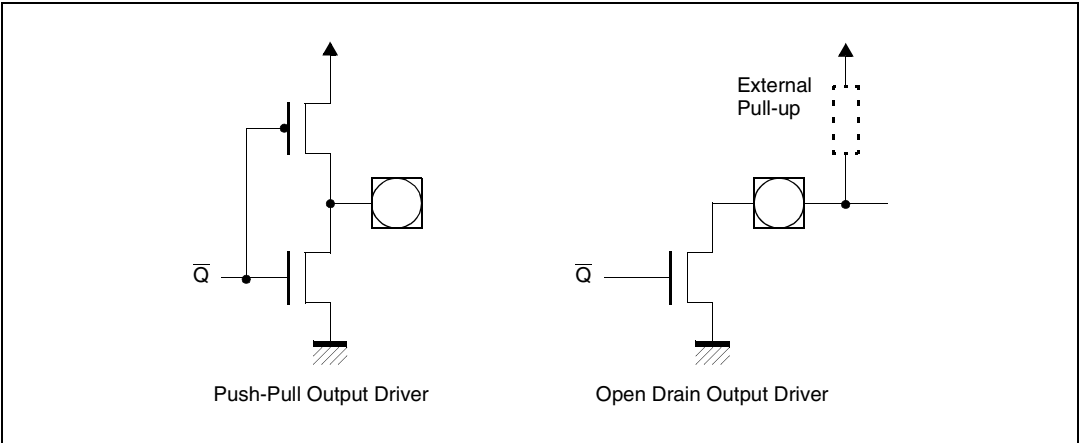 External
Pull-up
Q̅
Q̅
Push-Pull Output Driver
Open Drain Output Driver